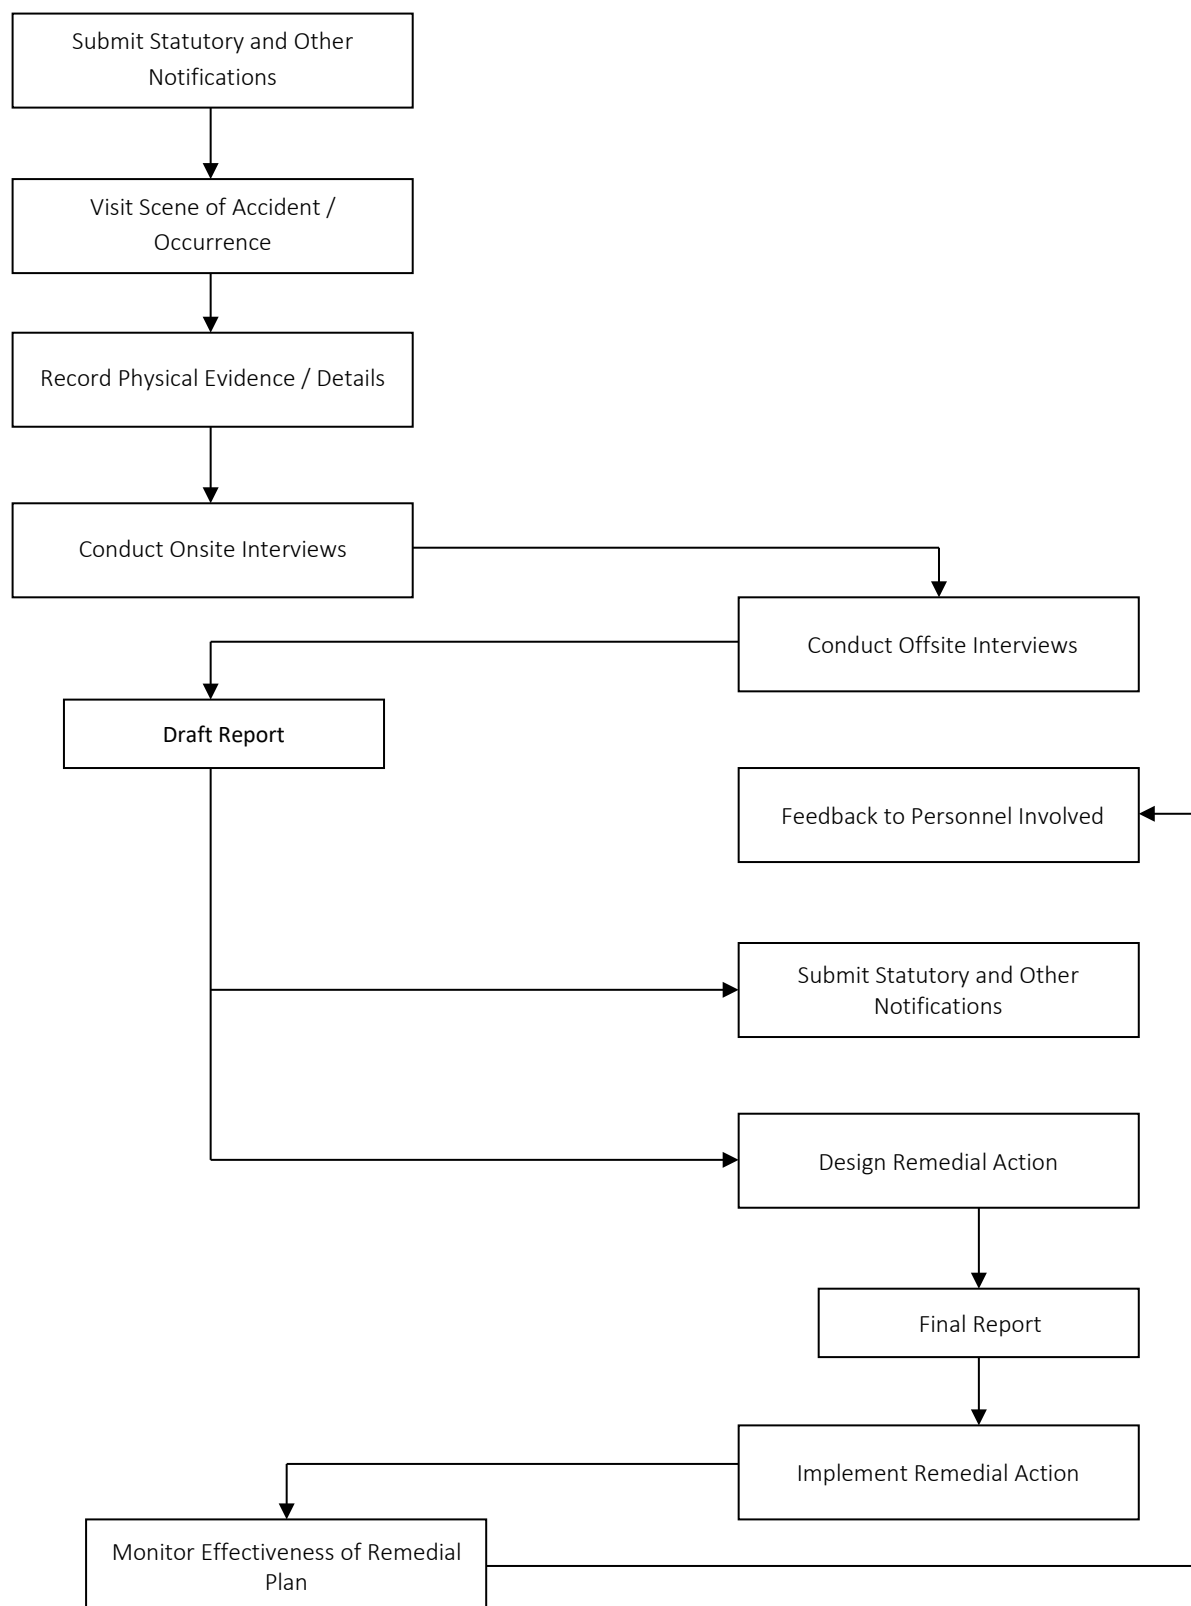 Submit Statutory and Other
Notifications
Visit Scene of Accident /
Occurrence
Record Physical Evidence / Details
Conduct Onsite Interviews
Conduct Offsite Interviews
Draft Report
Feedback to Personnel Involved
Submit Statutory and Other
Notifications
Design Remedial Action
Final Report
Implement Remedial Action
Monitor Effectiveness of Remedial
Plan